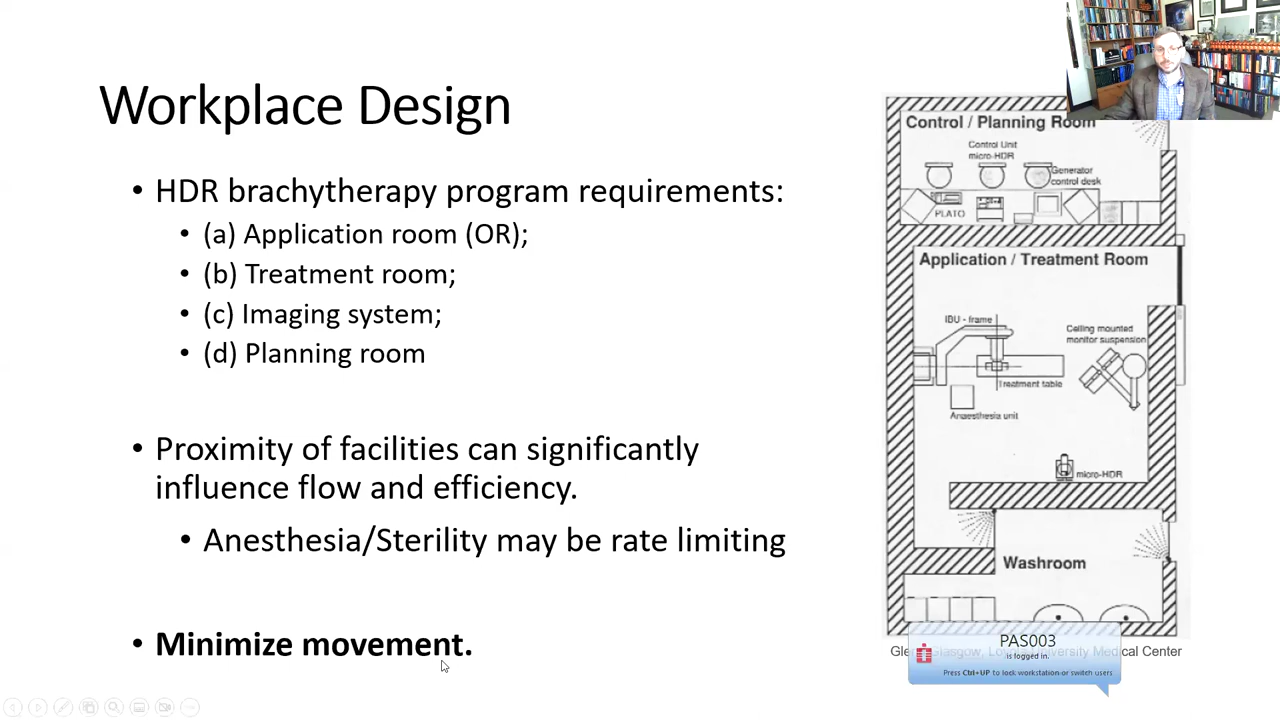 Workplace Design
• HDR brachytherapy program requirements:
• (a) Application room (OR);
• (b) Treatment room;
• (c) Imaging system;
• (d) Planning room
• Proximity of facilities can significantly
influence flow and efficiency.
• Anesthesia/Sterility may be rate limiting
• Minimize movement.
Control / Planning Room
Control Unit
micro-HDR
Generator
control desk
PLATO
Application / Treatment Room
IBU - frame
Ceiling mounted
monitor suspension
Treatment table
Anaesthesia unit
micro-HDR
Washroom
PAS003
is logged in.
Press Ctrl+UP to lock workstation or switch users
Glasgow, University Medical Center